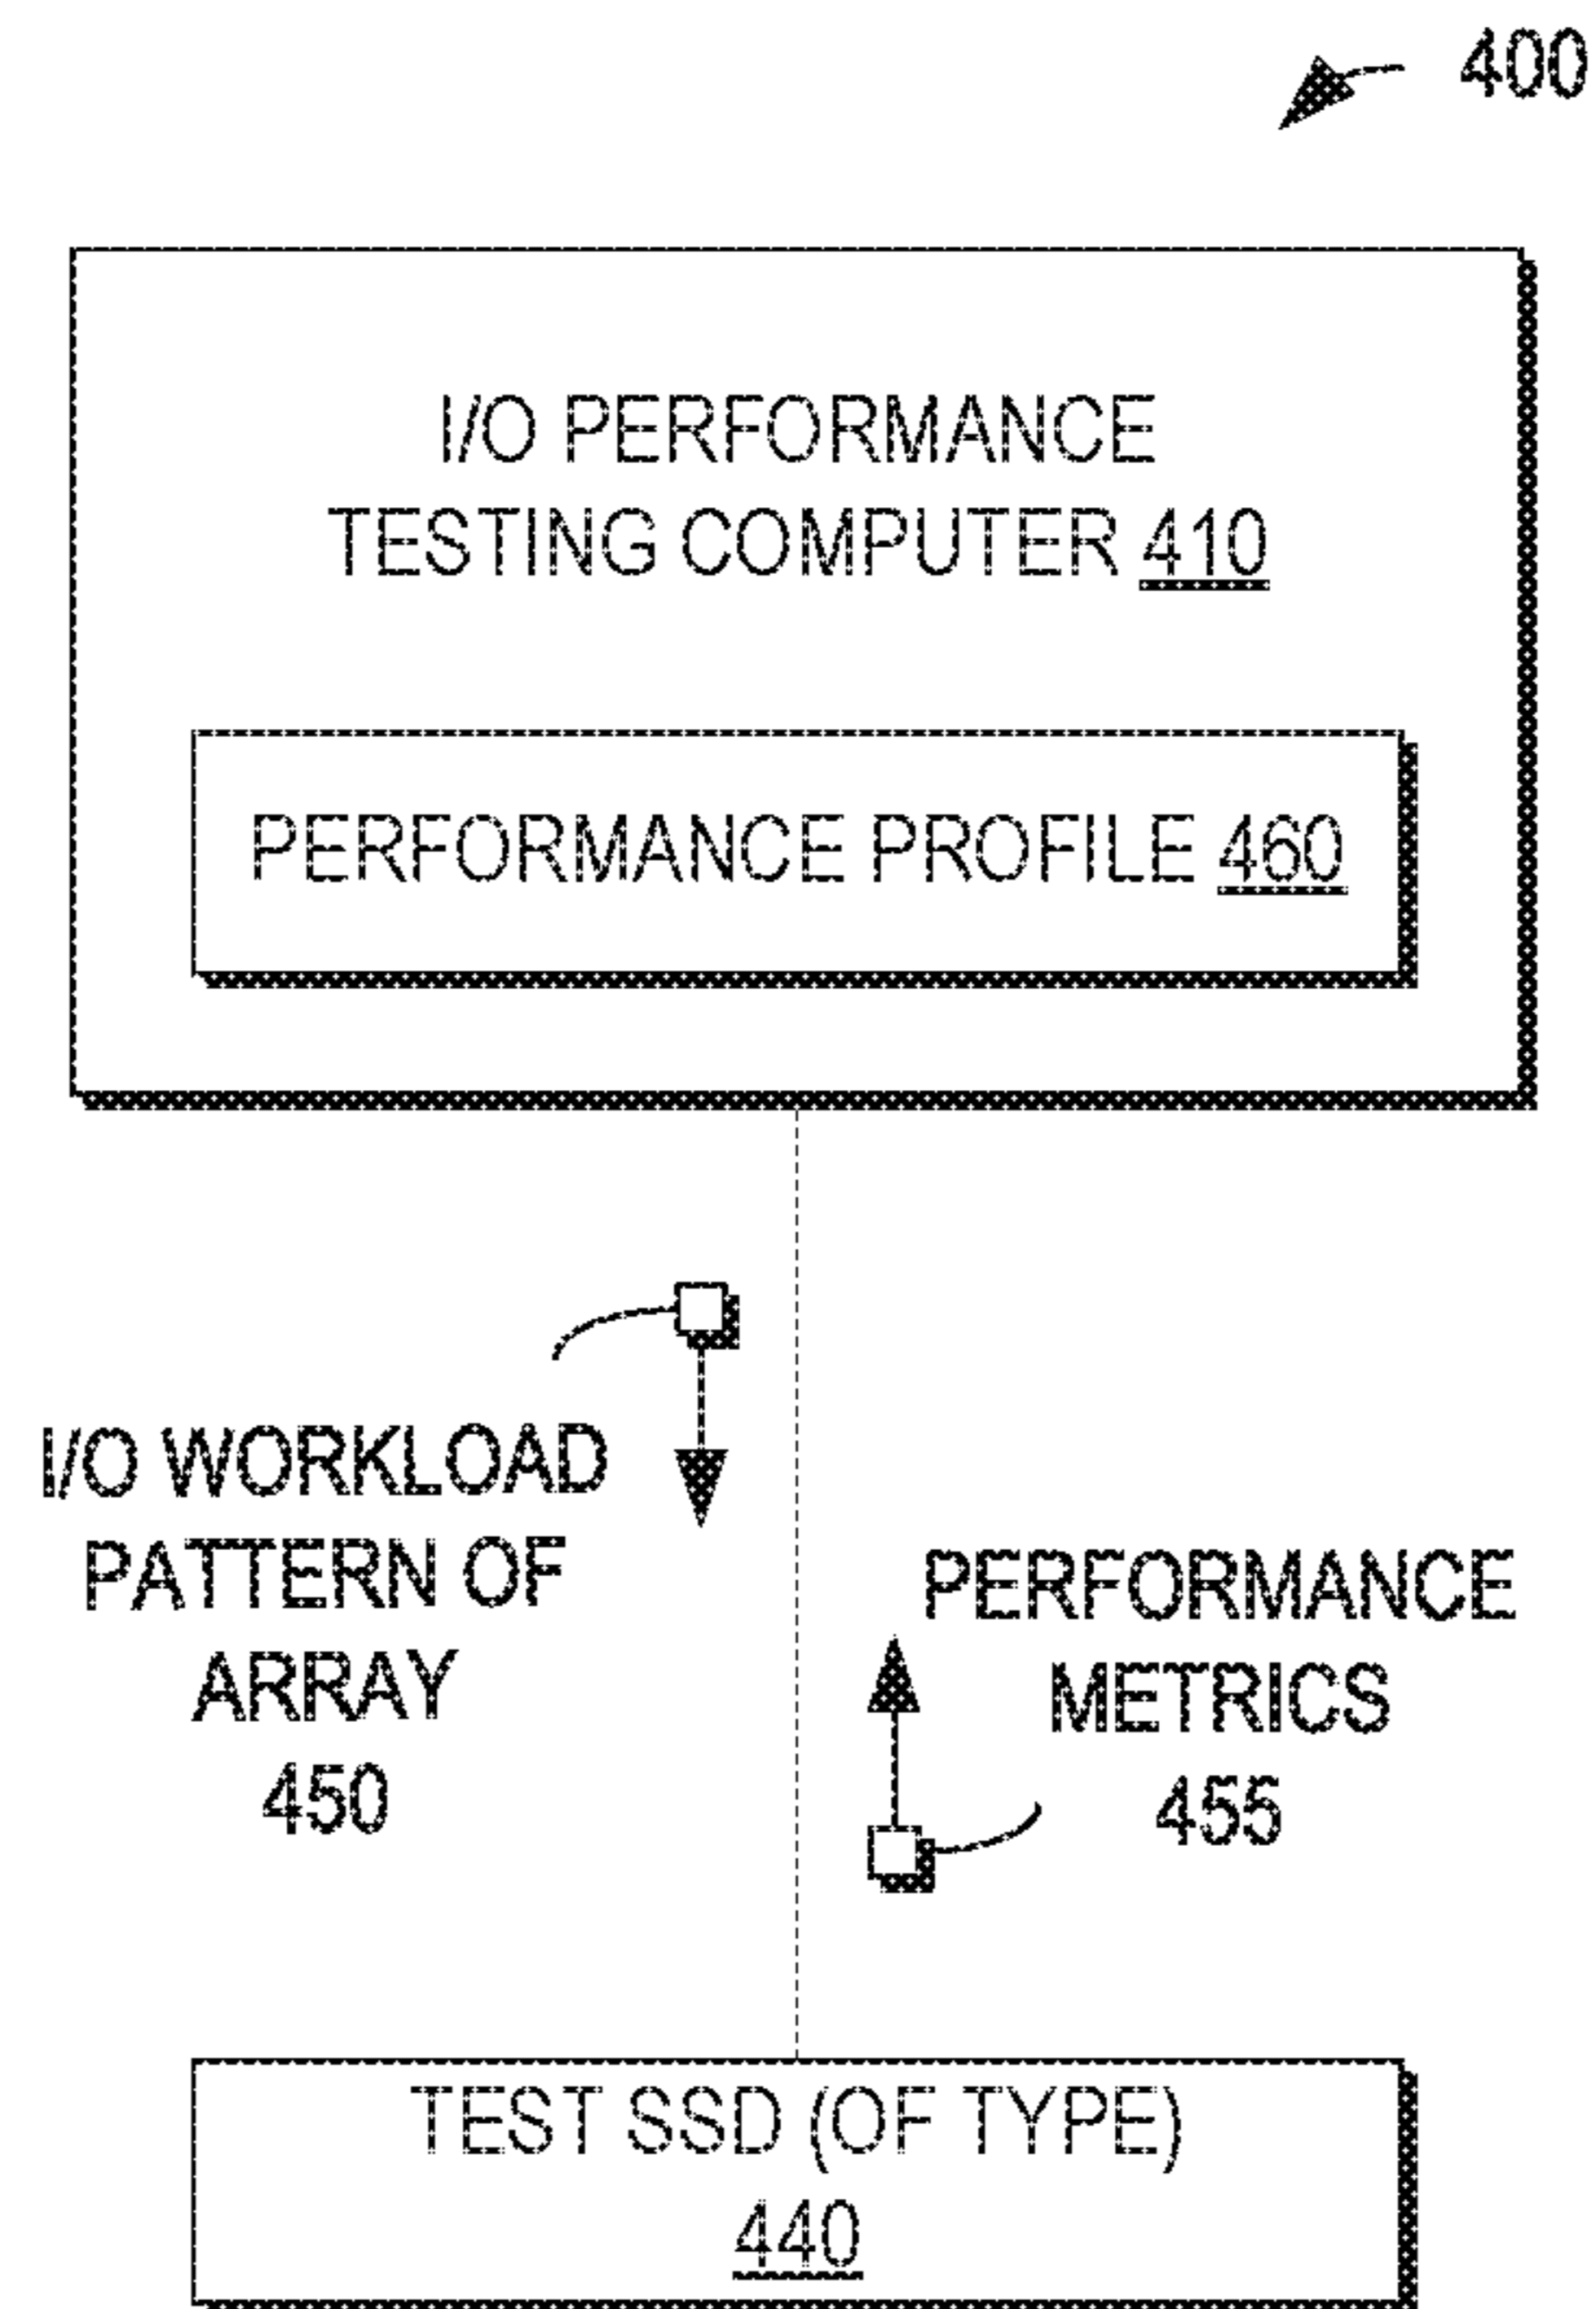 400
I/O PERFORMANCE
TESTING COMPUTER 410
PERFORMANCE PROFILE 460
I/O WORKLOAD
PATTERN OF
ARRAY
450
PERFORMANCE
METRICS
455
TEST SSD (OF TYPE)
440